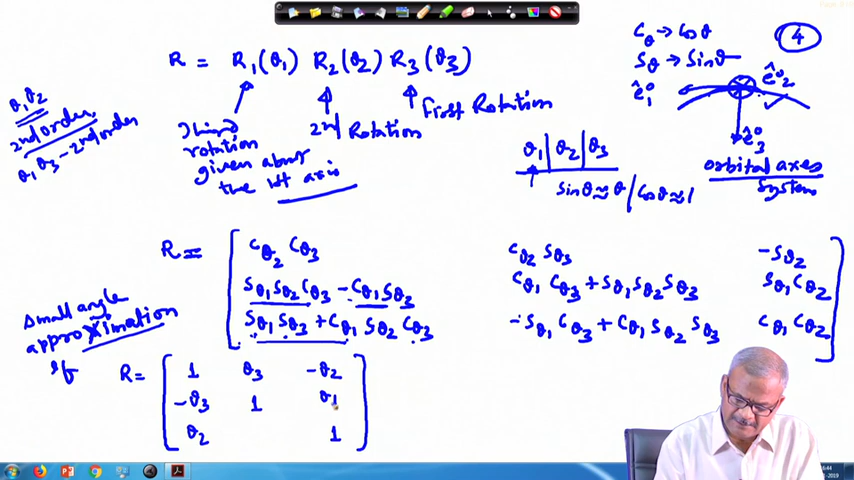 R = R1(θ1) R2(θ2) R3(θ3)
Third rotation given about the 1st axis
2nd Rotation
First Rotation
θ1θ2
2nd order,
θ1θ3 - 2nd order
cθ → cosθ
sθ → sinθ
4
ê1⁰
ê2⁰
ê3⁰
orbital axes
system
θ1 | θ2 | θ3
sinθ ≈ θ / cosθ ≈ 1
R = [ cθ2 cθ3 cθ2 sθ3 -sθ2
sθ1 sθ2 cθ3 - cθ1 sθ3 cθ1 cθ3 + sθ1 sθ2 sθ3 sθ1 cθ2
sθ1 sθ3 + cθ1 sθ2 cθ3 -sθ1 cθ3 + cθ1 sθ2 sθ3 cθ1 cθ2 ]
Small angle
approximation
If
R = [ 1 θ3 -θ2
-θ3 1 θ1
θ2 1 ]